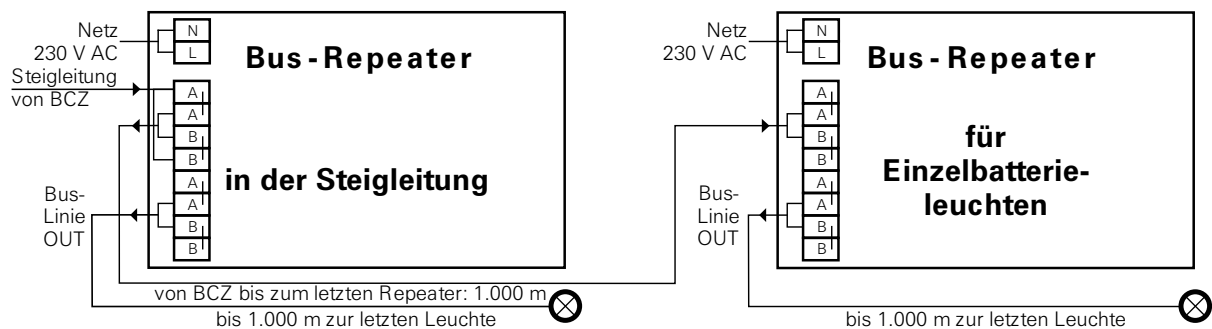 Netz
230 V AC
Steigleitung
von BCZ
N
L
Bus-Repeater
A
A
B
B
A
A
B
B
in der Steigleitung
Bus-
Linie
OUT
von BCZ bis zum letzten Repeater: 1.000 m
bis 1.000 m zur letzten Leuchte
Netz
230 V AC
N
L
Bus-Repeater
A
A
B
B
A
A
B
B
für
Einzelbatterie-
leuchten
Bus-
Linie
OUT
bis 1.000 m zur letzten Leuchte